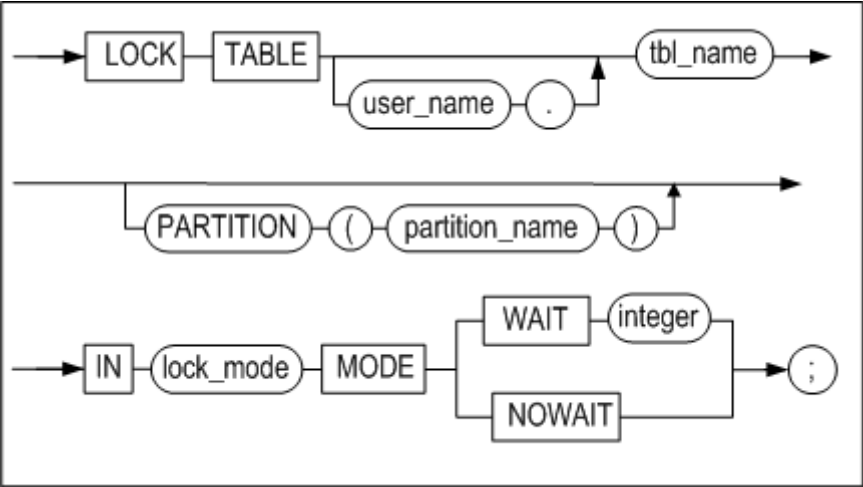 LOCK TABLE tbl_name
user_name .
PARTITION ( partition_name )
WAIT integer
IN lock_mode MODE ;
NOWAIT